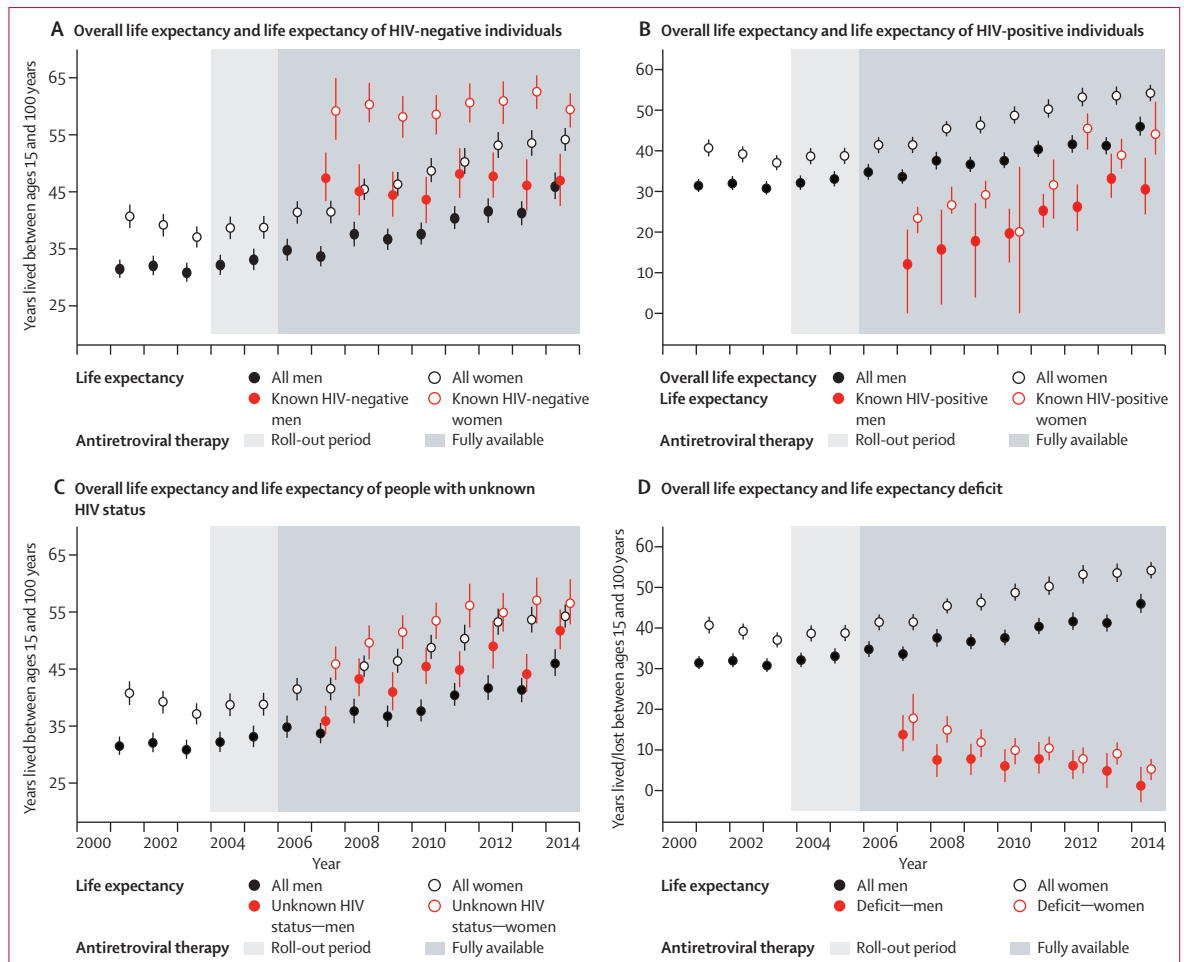 A Overall life expectancy and life expectancy of HIV-negative individuals
Years lived between ages 15 and 100 years
65
55
45
35
25
Life expectancy
All men
All women
Known HIV-negative men
Known HIV-negative women
Antiretroviral therapy
Roll-out period
Fully available
B Overall life expectancy and life expectancy of HIV-positive individuals
60
50
40
30
20
10
0
Overall life expectancy
All men
All women
Life expectancy
Known HIV-positive men
Known HIV-positive women
Antiretroviral therapy
Roll-out period
Fully available
C Overall life expectancy and life expectancy of people with unknown
HIV status
Years lived between ages 15 and 100 years
65
55
45
35
25
2000 2002 2004 2006 2008 2010 2012 2014
Year
Life expectancy
All men
All women
Unknown HIV
status—men
Unknown HIV
status—women
Antiretroviral therapy
Roll-out period
Fully available
D Overall life expectancy and life expectancy deficit
Years lived/lost between ages 15 and 100 years
60
50
40
30
20
10
0
2000 2002 2004 2006 2008 2010 2012 2014
Year
Life expectancy
All men
All women
Deficit—men
Deficit—women
Antiretroviral therapy
Roll-out period
Fully available